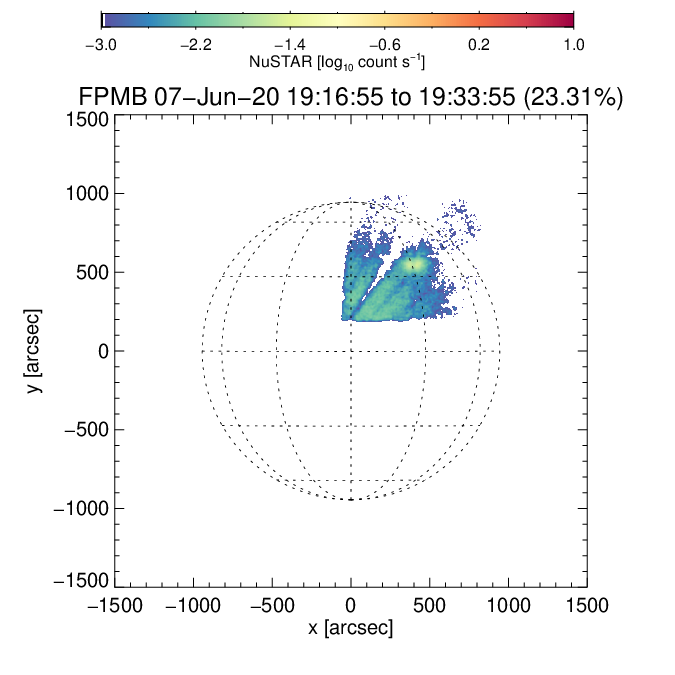 −3.0 −2.2 −1.4 −0.6 0.2 1.0
NuSTAR [log₁₀ count s⁻¹]
FPMB 07−Jun−20 19:16:55 to 19:33:55 (23.31%)
1500
1000
500
0
−500
−1000
−1500
y [arcsec]
−1500 −1000 −500 0 500 1000 1500
x [arcsec]